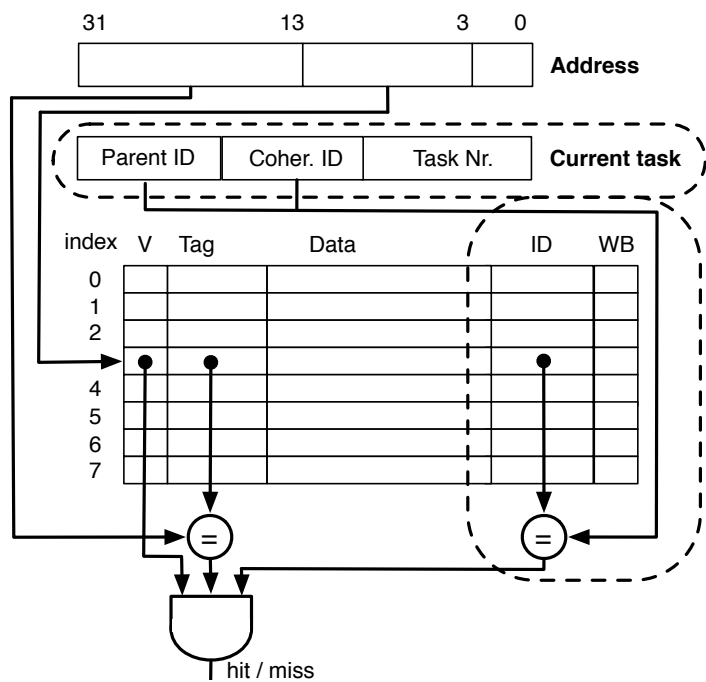 31 13 3 0
Address
Parent ID Coher. ID Task Nr. Current task
index V Tag Data ID WB
0
1
2
4
5
6
7
= =
hit / miss